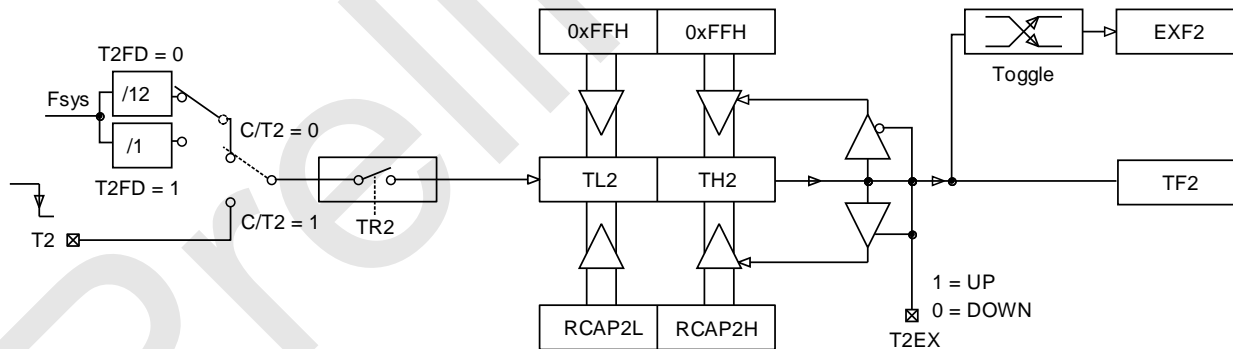 0xFFH 0xFFH
EXF2
T2FD = 0
Toggle
Fsys
/12
C/T2 = 0
/1
T2FD = 1
TL2 TH2
TF2
C/T2 = 1
TR2
T2
1 = UP
0 = DOWN
RCAP2L RCAP2H
T2EX